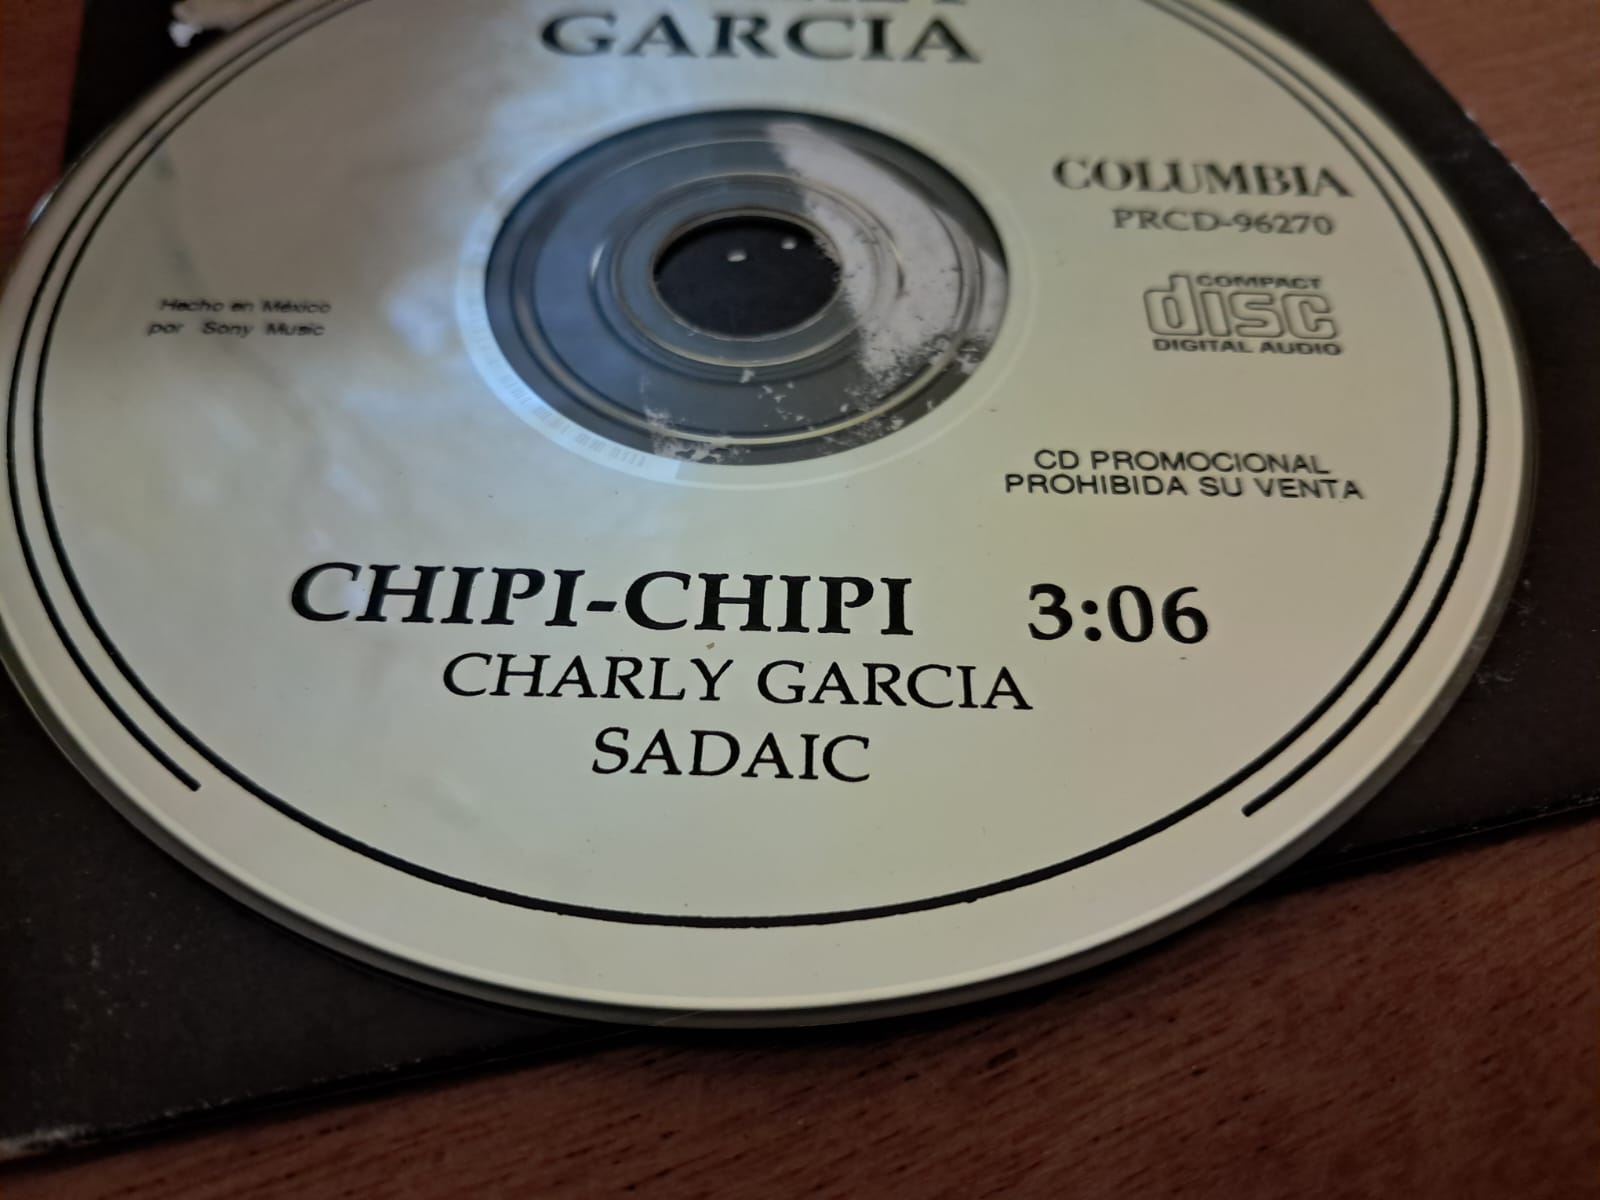 GARCIA
COLUMBIA
PRCD-96270
COMPACT
disc
DIGITAL AUDIO
Hecho en México
por Sony Music
CD PROMOCIONAL
PROHIBIDA SU VENTA
CHIPI-CHIPI 3:06
CHARLY GARCIA
SADAIC